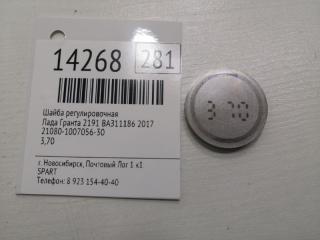 14268 281
Шайба регулировочная
Лада Гранта 2191 ВАЗ11186 2017
21080-1007056-30
3,70
г. Новосибирск, Почтовый Лог 1 к1
SPART
Телефон: 8 923 154-40-40
3 70